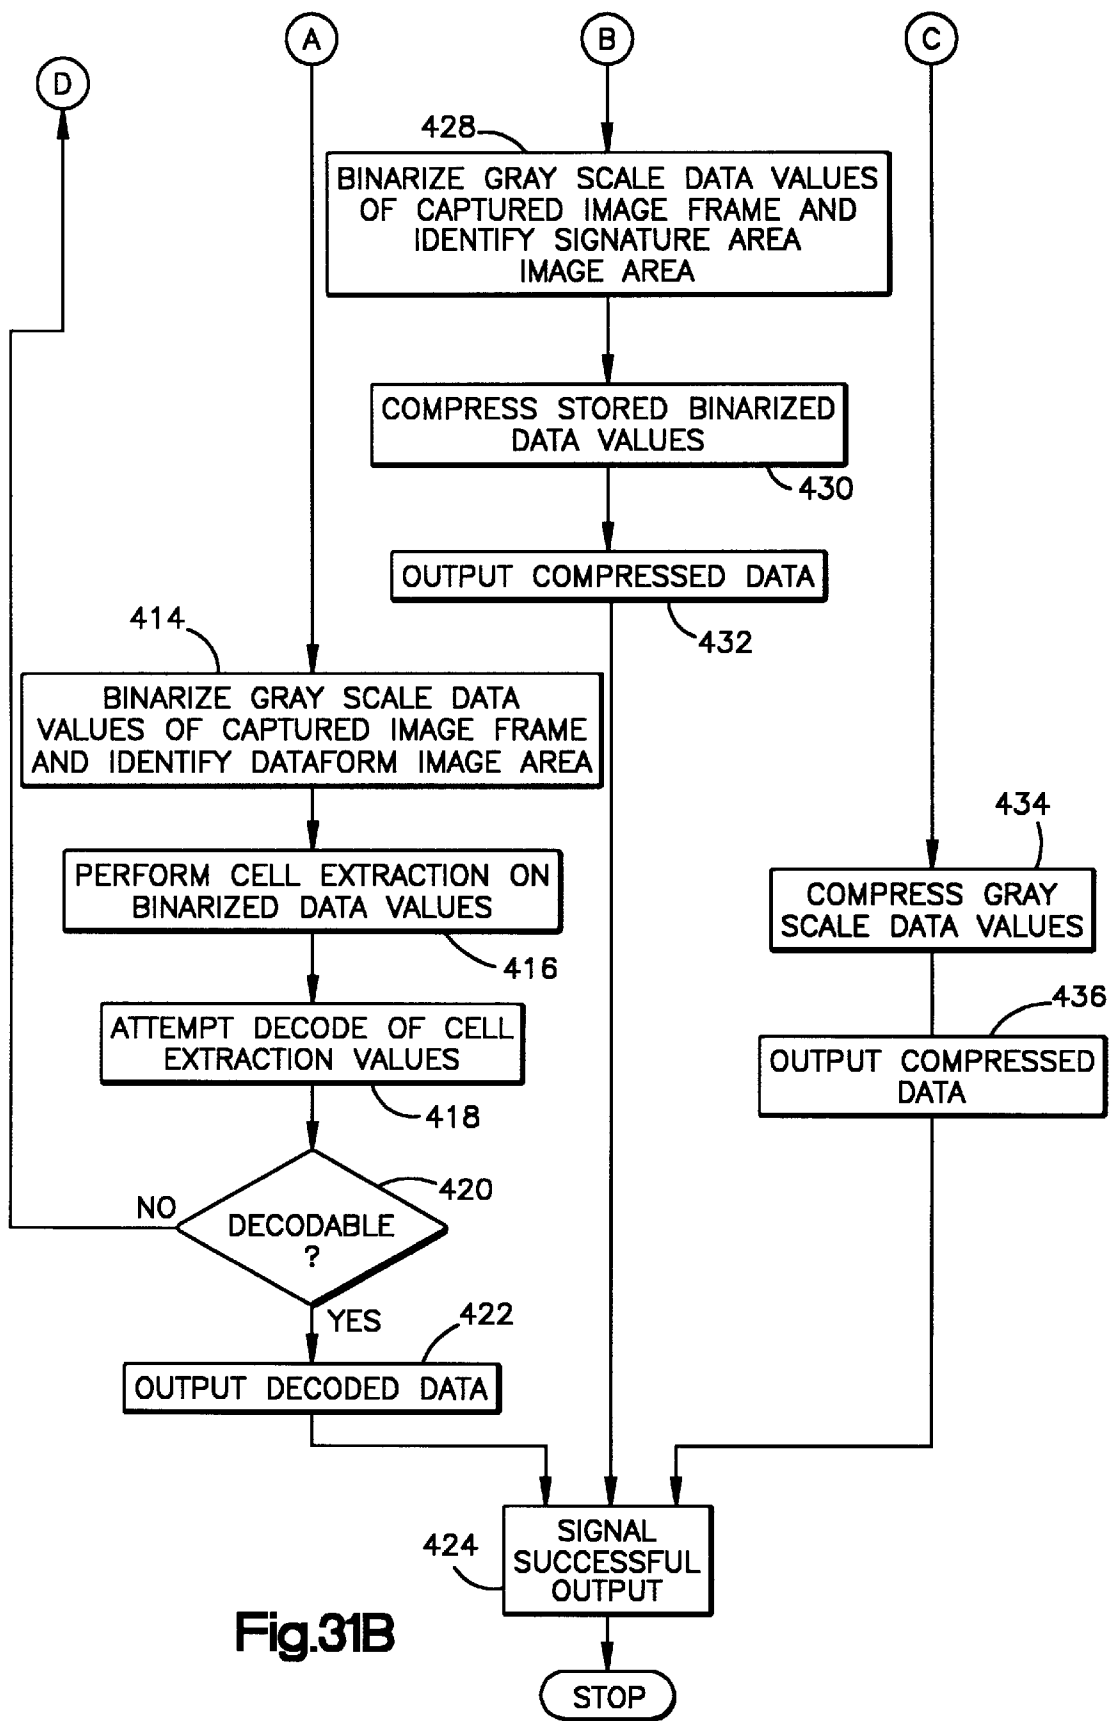 A
B
C
D
428
BINARIZE GRAY SCALE DATA VALUES
OF CAPTURED IMAGE FRAME AND
IDENTIFY SIGNATURE AREA
IMAGE AREA
COMPRESS STORED BINARIZED
DATA VALUES
430
OUTPUT COMPRESSED DATA
432
414
BINARIZE GRAY SCALE DATA
VALUES OF CAPTURED IMAGE FRAME
AND IDENTIFY DATAFORM IMAGE AREA
PERFORM CELL EXTRACTION ON
BINARIZED DATA VALUES
416
ATTEMPT DECODE OF CELL
EXTRACTION VALUES
418
434
COMPRESS GRAY
SCALE DATA VALUES
436
OUTPUT COMPRESSED
DATA
420
NO
DECODABLE
?
YES
422
OUTPUT DECODED DATA
424
SIGNAL
SUCCESSFUL
OUTPUT
Fig.31B
STOP